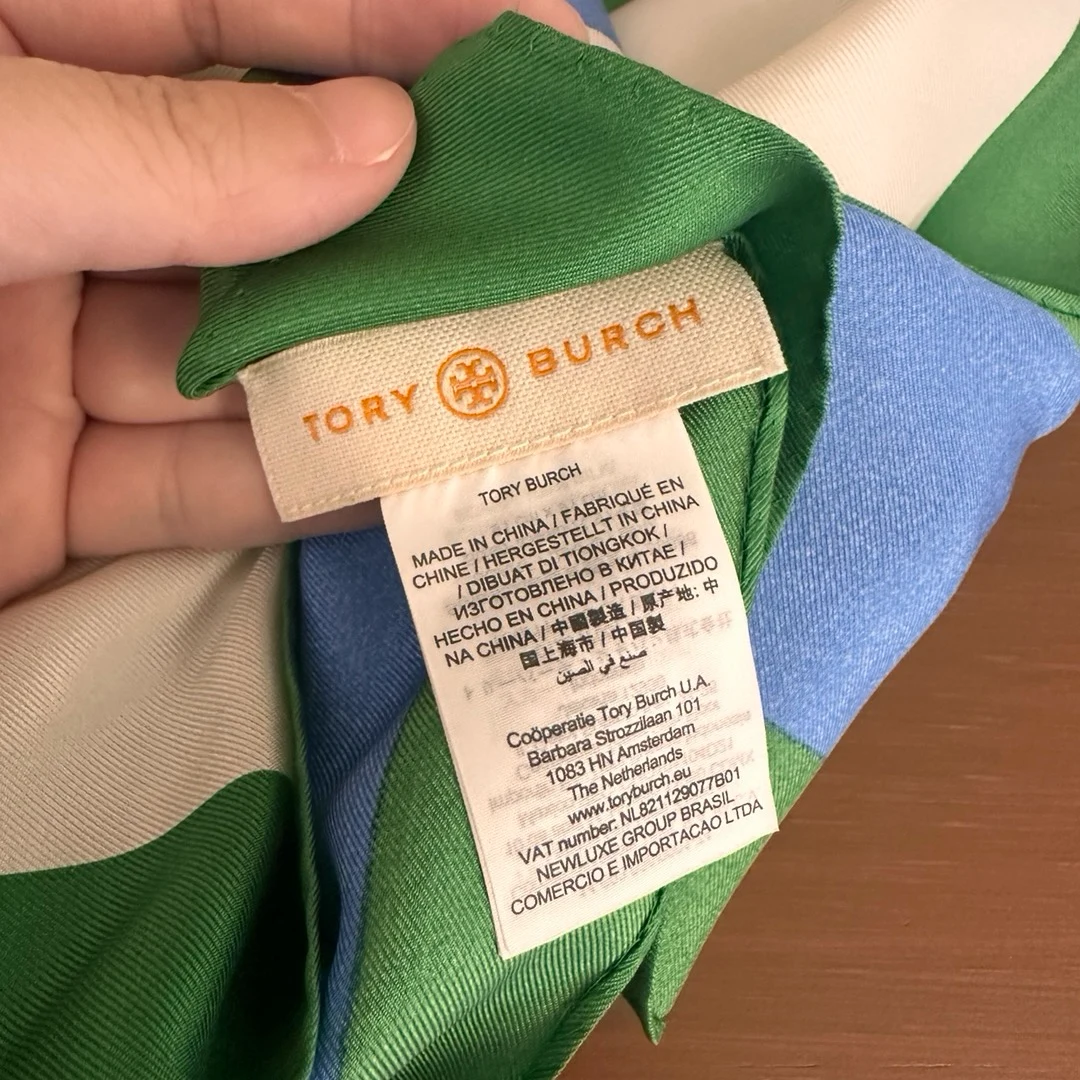 TORY BURCH
TORY BURCH
MADE IN CHINA / FABRIQUÉ EN
CHINE / HERGESTELLT IN CHINA
/ DIBUAT DI TIONGKOK /
ИЗГОТОВЛЕНО В КИТАЕ /
HECHO EN CHINA / PRODUZIDO
NA CHINA / 中國製造 / 原产地: 中
国上海市 / 中国製
صنع في الصين
Coöperatie Tory Burch U.A.
Barbara Strozzilaan 101
1083 HN Amsterdam
The Netherlands
www.toryburch.eu
VAT number: NL821129077B01
NEWLUXE GROUP BRASIL
COMERCIO E IMPORTACAO LTDA